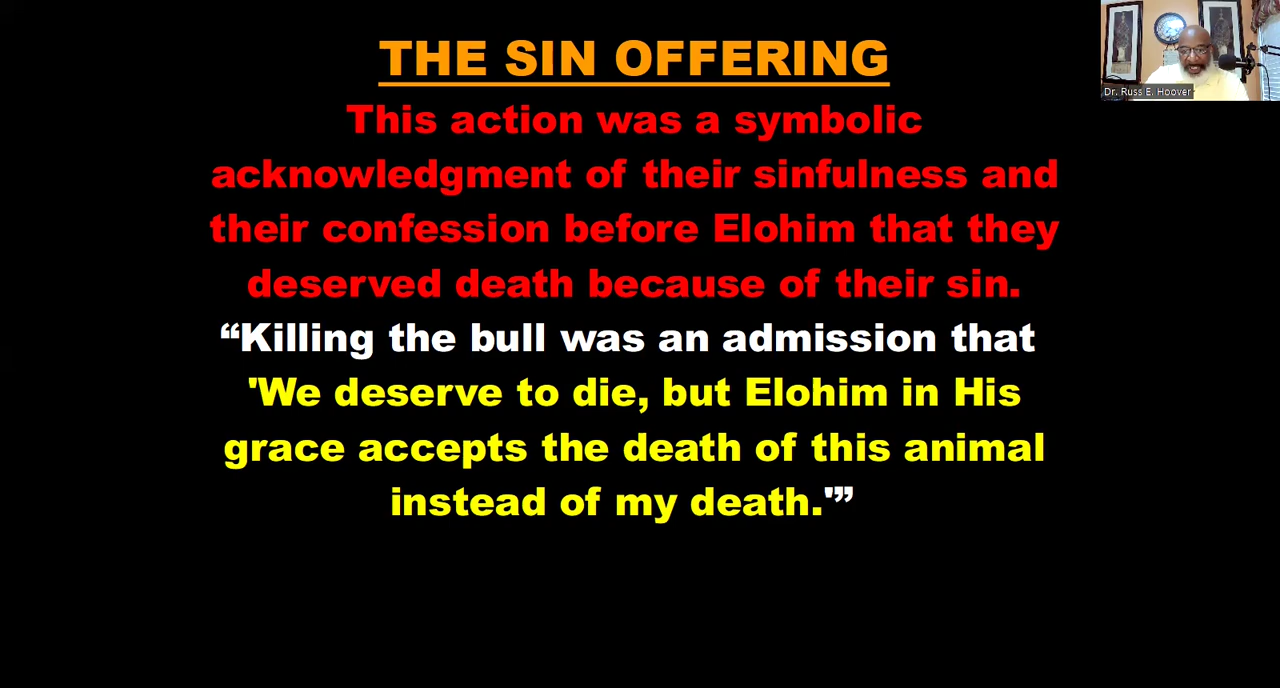 THE SIN OFFERING
This action was a symbolic
acknowledgment of their sinfulness and
their confession before Elohim that they
deserved death because of their sin.
“Killing the bull was an admission that
'We deserve to die, but Elohim in His
grace accepts the death of this animal
instead of my death.'”
Dr. Russ E. Hoover